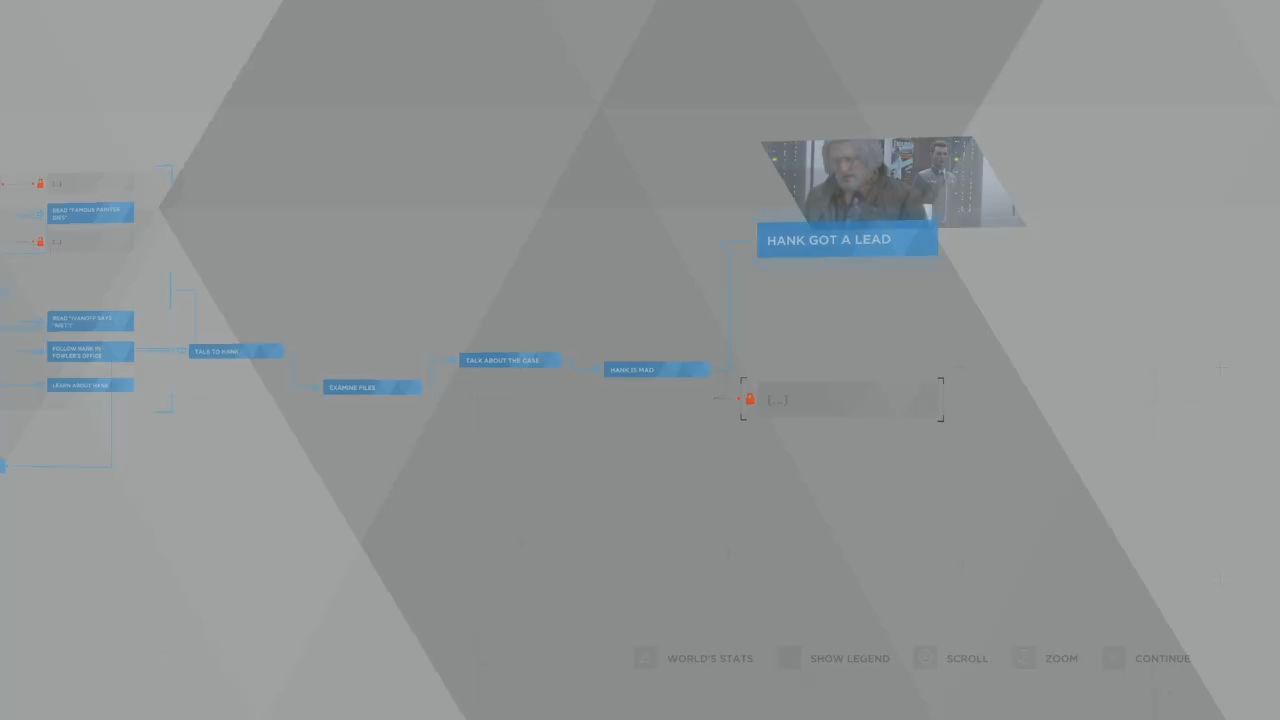 [...]
READ "FAMOUS PAINTER
DIES"
[...]
HANK GOT A LEAD
READ "IVANOFF SAYS
"NIET"!"
FOLLOW HANK IN
FOWLER'S OFFICE
TALK TO HANK
TALK ABOUT THE CASE
HANK IS MAD
LEARN ABOUT HANK
EXAMINE FILES
[...]
WORLD'S STATS
SHOW LEGEND
SCROLL
ZOOM
CONTINUE